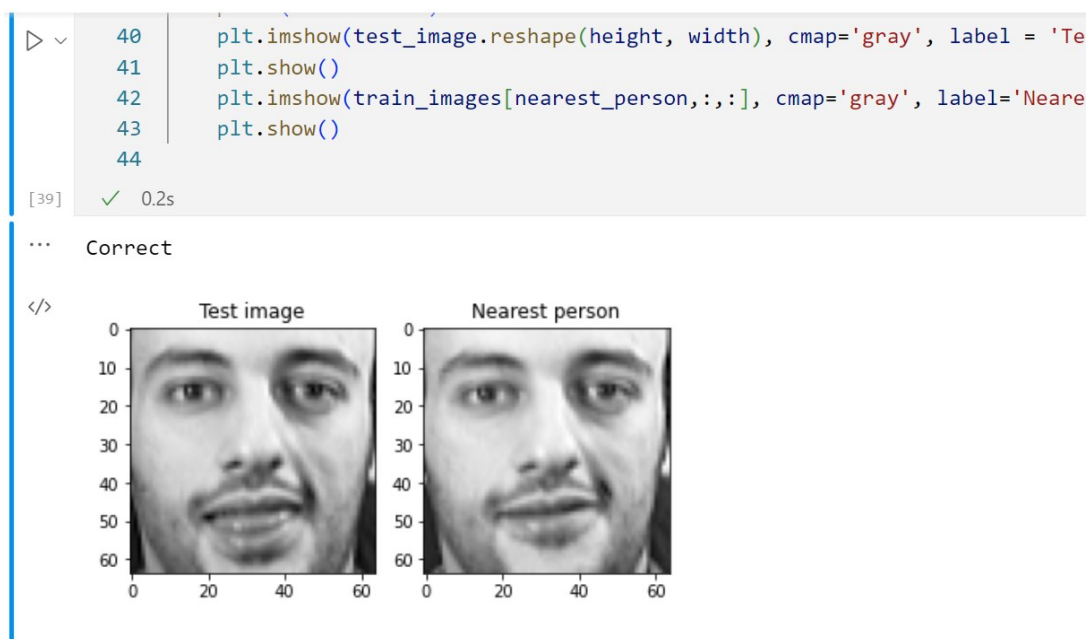 40 plt.imshow(test_image.reshape(height, width), cmap='gray', label = 'Te
41 plt.show()
42 plt.imshow(train_images[nearest_person,:,:], cmap='gray', label='Neare
43 plt.show()
44
[39] ✓ 0.2s
... Correct
</>
Test image
0
10
20
30
40
50
60
0 20 40 60
Nearest person
0
10
20
30
40
50
60
0 20 40 60